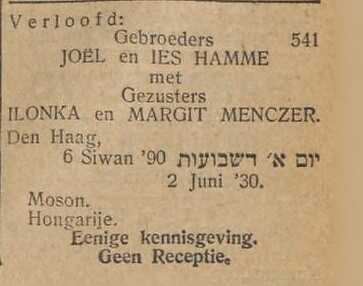 Verloofd:
Gebroeders 541
JOËL en IES HAMME
met
Gezusters
ILONKA en MARGIT MENCZER.
Den Haag,
6 Siwan '90 יום א׳ דשבועות
2 Juni '30.
Moson.
Hongarije.
Eenige kennisgeving.
Geen Receptie.